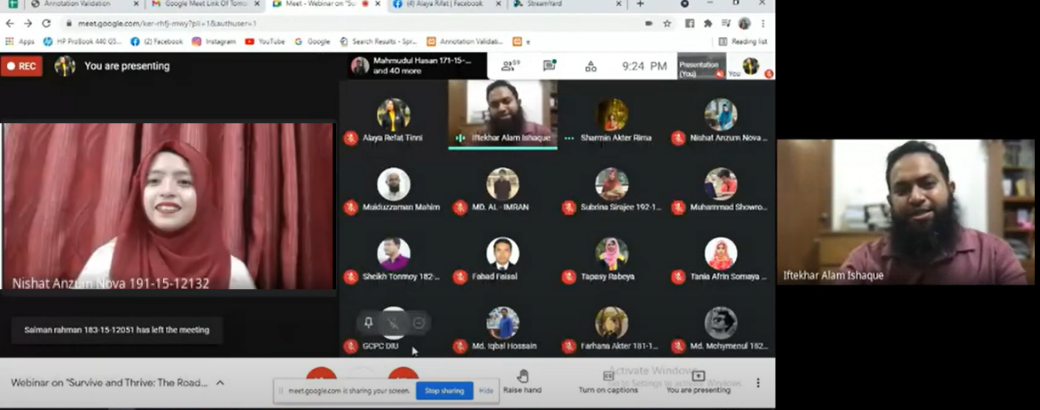 Annotation Validation
Google Meet Link Of Tomo
Meet - Webinar on "Su
(4) Alaya Rifat | Facebook
StreamYard
meet.google.com/ker-rhfj-mwy?pli=1&authuser=1
Apps
HP ProBook 440 G5...
(2) Facebook
Instagram
YouTube
Google
Search Results - Spr...
Annotation Validati...
e
Reading list
REC
You are presenting
Mahmudul Hasan 171-15-...
and 40 more
59
9:24 PM
Presentation
(You)
You
Alaya Refat Tinni
Iftekhar Alam Ishaque
Sharmin Akter Rima
Nishat Anzum Nova ...
Muiduzzaman Mahim
MD. AL - IMRAN
Subrina Sirajee 192-1...
Muhammad Showro...
Sheikh Tonmoy 182-...
Fahad Faisal
Tapasy Rabeya
Tania Afrin Somaya ...
GCPC DIU
Md. Iqbal Hossain
Farhana Akter 181-1...
Md. Mohymenul 182...
Nishat Anzum Nova 191-15-12132
Salman rahman 183-15-12051 has left the meeting
Iftekhar Alam Ishaque
Webinar on "Survive and Thrive: The Road...
meet.google.com is sharing your screen.
Stop sharing
Hide
Raise hand
Turn on captions
You are presenting
Activate Windows